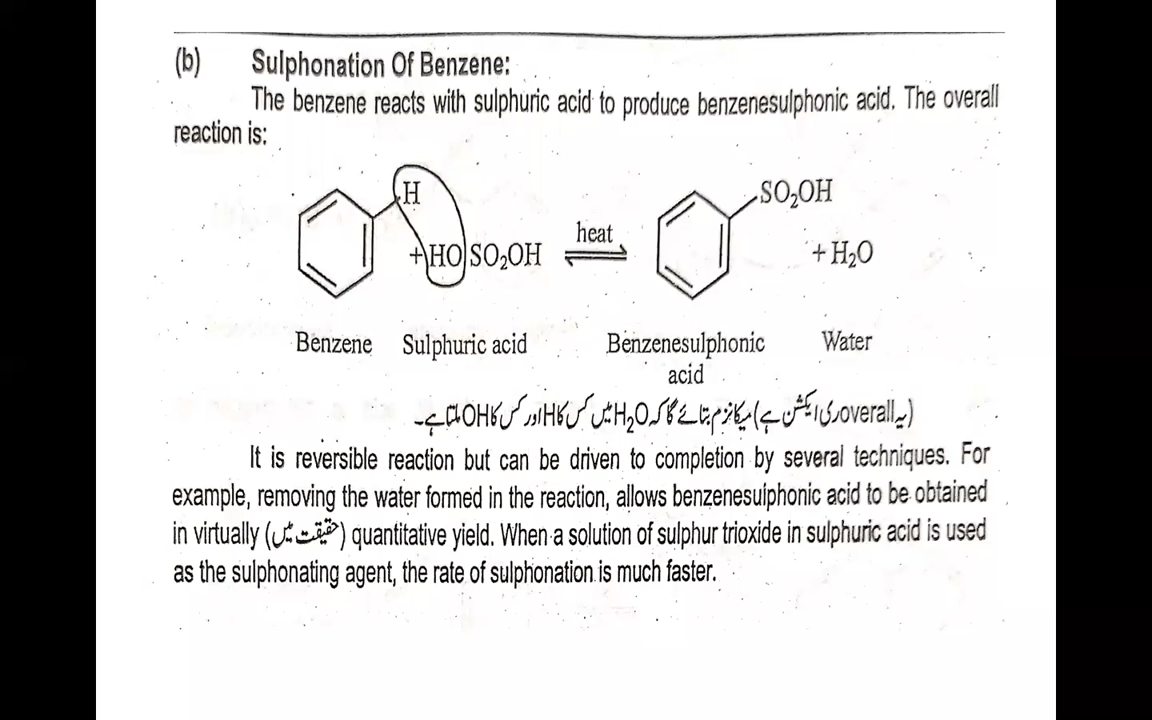 (b) Sulphonation Of Benzene:
The benzene reacts with sulphuric acid to produce benzenesulphonic acid. The overall
reaction is:
H SO₂OH
+ HO SO₂OH heat + H₂O
Benzene Sulphuric acid Benzenesulphonic Water
acid
(یہ overall ری ایکشن ہے) میکانزم بتائے گا کہ H₂O میں کس کا H اور کس کا OH ملتا ہے۔
It is reversible reaction but can be driven to completion by several techniques. For
example, removing the water formed in the reaction, allows benzenesulphonic acid to be obtained
in virtually (حقیقت میں) quantitative yield. When a solution of sulphur trioxide in sulphuric acid is used
as the sulphonating agent, the rate of sulphonation is much faster.